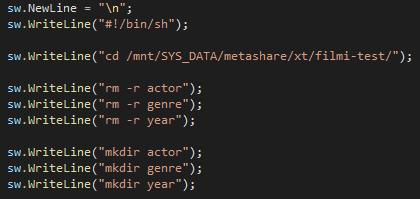 sw.NewLine = "\n";
sw.WriteLine("#!/bin/sh");
sw.WriteLine("cd /mnt/SYS_DATA/metashare/xt/filmi-test/");
sw.WriteLine("rm -r actor");
sw.WriteLine("rm -r genre");
sw.WriteLine("rm -r year");
sw.WriteLine("mkdir actor");
sw.WriteLine("mkdir genre");
sw.WriteLine("mkdir year");